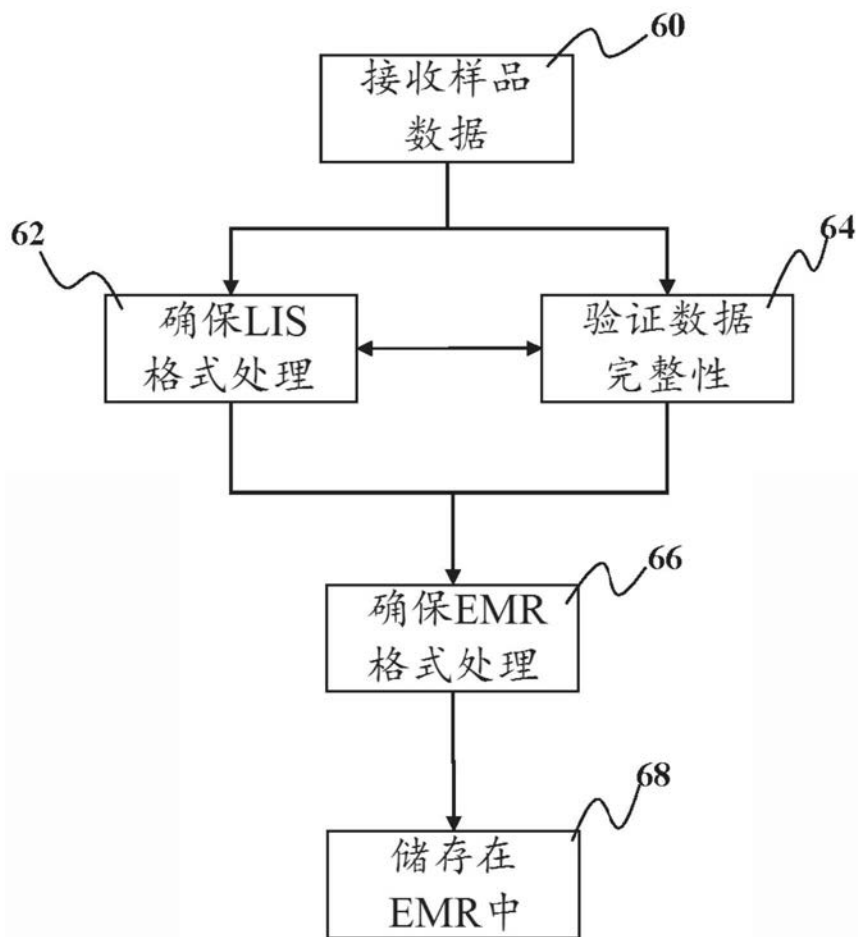 60
接收样品
数据
62
64
确保LIS
格式处理
验证数据
完整性
66
确保EMR
格式处理
68
储存在
EMR中